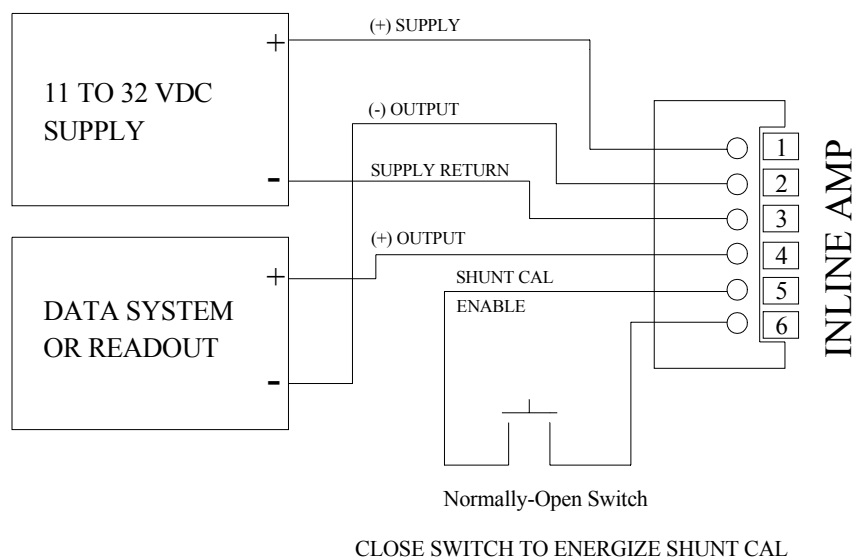 (+) SUPPLY
+
11 TO 32 VDC
SUPPLY
(-) OUTPUT
-
SUPPLY RETURN
(+) OUTPUT
+
DATA SYSTEM
OR READOUT
-
SHUNT CAL
ENABLE
1
2
3
4
5
6
INLINE AMP
Normally-Open Switch
CLOSE SWITCH TO ENERGIZE SHUNT CAL